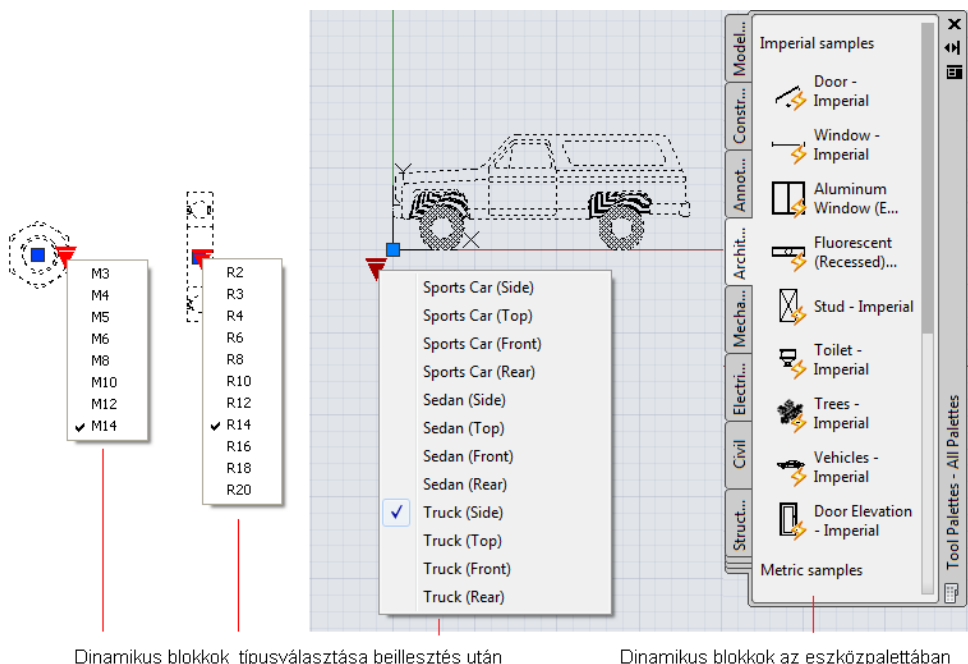 M3
M4
M5
M6
M8
M10
M12
M14
R2
R3
R4
R6
R8
R10
R12
R14
R16
R18
R20
Y
X
Sports Car (Side)
Sports Car (Top)
Sports Car (Front)
Sports Car (Rear)
Sedan (Side)
Sedan (Top)
Sedan (Front)
Sedan (Rear)
Truck (Side)
Truck (Top)
Truck (Front)
Truck (Rear)
Model...
Constr...
Annot...
Archit...
Mecha...
Electri...
Civil
Struct...
Imperial samples
Door -
Imperial
Window -
Imperial
Aluminum
Window (E...
Fluorescent
(Recessed)...
Stud - Imperial
Toilet -
Imperial
Trees -
Imperial
Vehicles -
Imperial
Door Elevation
- Imperial
Metric samples
Tool Palettes - All Palettes
Dinamikus blokkok típusválasztása beillesztés után
Dinamikus blokkok az eszközpalettában